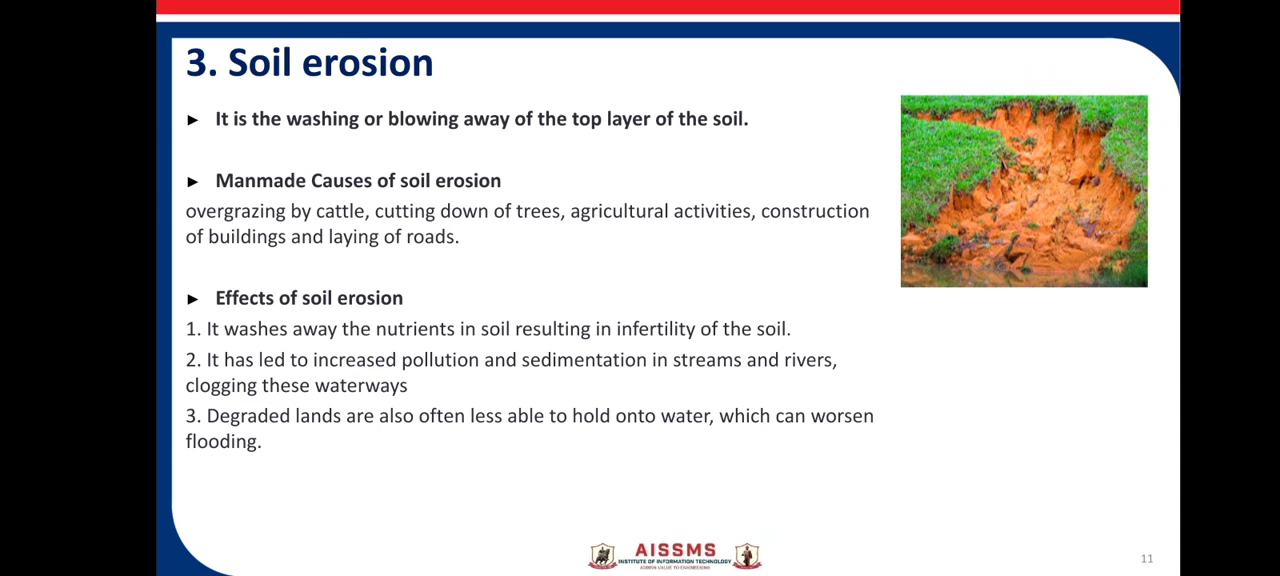 3. Soil erosion
► It is the washing or blowing away of the top layer of the soil.
► Manmade Causes of soil erosion
overgrazing by cattle, cutting down of trees, agricultural activities, construction
of buildings and laying of roads.
► Effects of soil erosion
1. It washes away the nutrients in soil resulting in infertility of the soil.
2. It has led to increased pollution and sedimentation in streams and rivers,
clogging these waterways
3. Degraded lands are also often less able to hold onto water, which can worsen
flooding.
AISSMS
INSTITUTE OF INFORMATION TECHNOLOGY
ADDING VALUE TO ENGINEERING
11